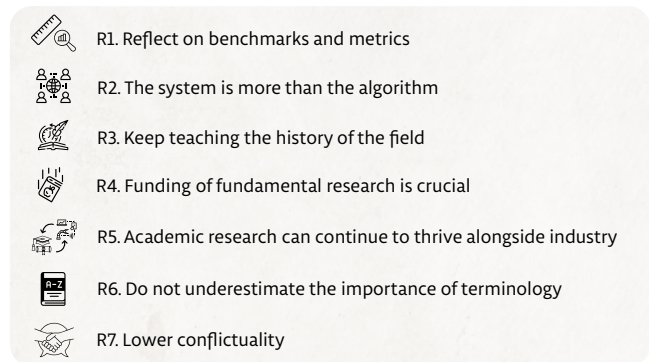 R1. Reflect on benchmarks and metrics
R2. The system is more than the algorithm
R3. Keep teaching the history of the field
R4. Funding of fundamental research is crucial
R5. Academic research can continue to thrive alongside industry
A-Z
R6. Do not underestimate the importance of terminology
R7. Lower conflictuality